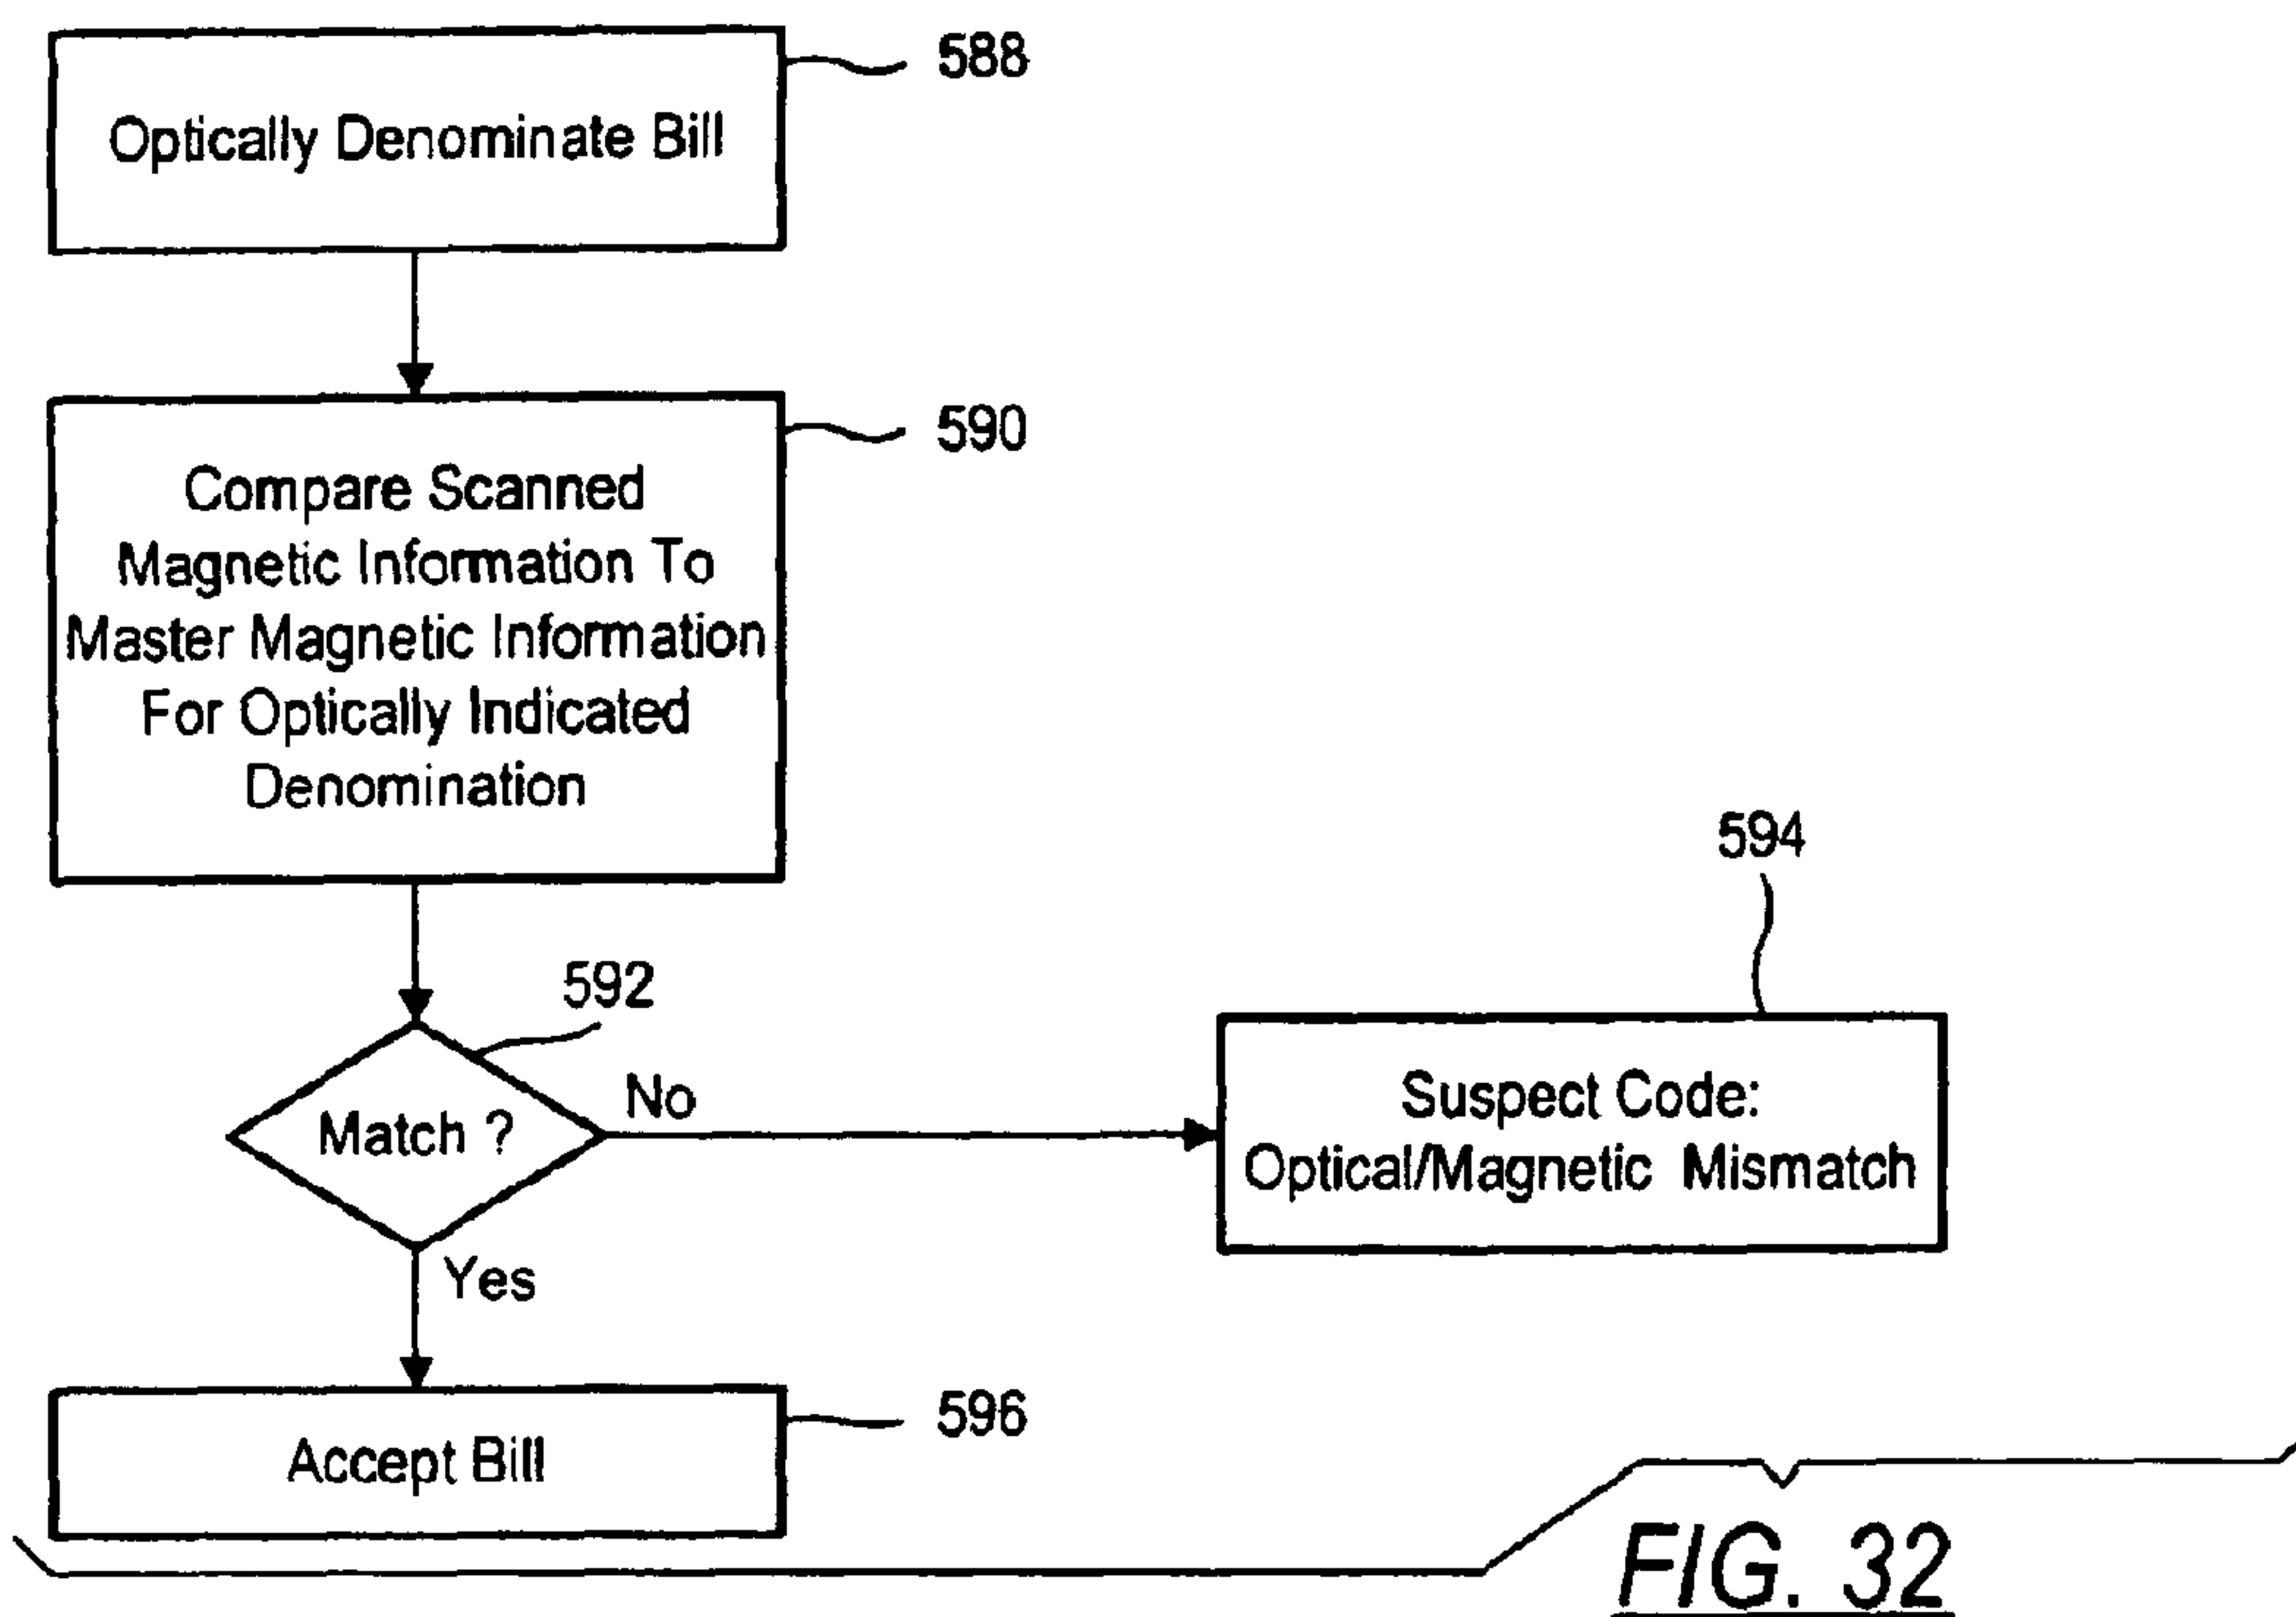 588
Optically Denominate Bill
590
Compare Scanned
Magnetic Information To
Master Magnetic Information
For Optically Indicated
Denomination
592
Match ?
No
594
Suspect Code:
Optical/Magnetic Mismatch
Yes
596
Accept Bill
FIG. 32